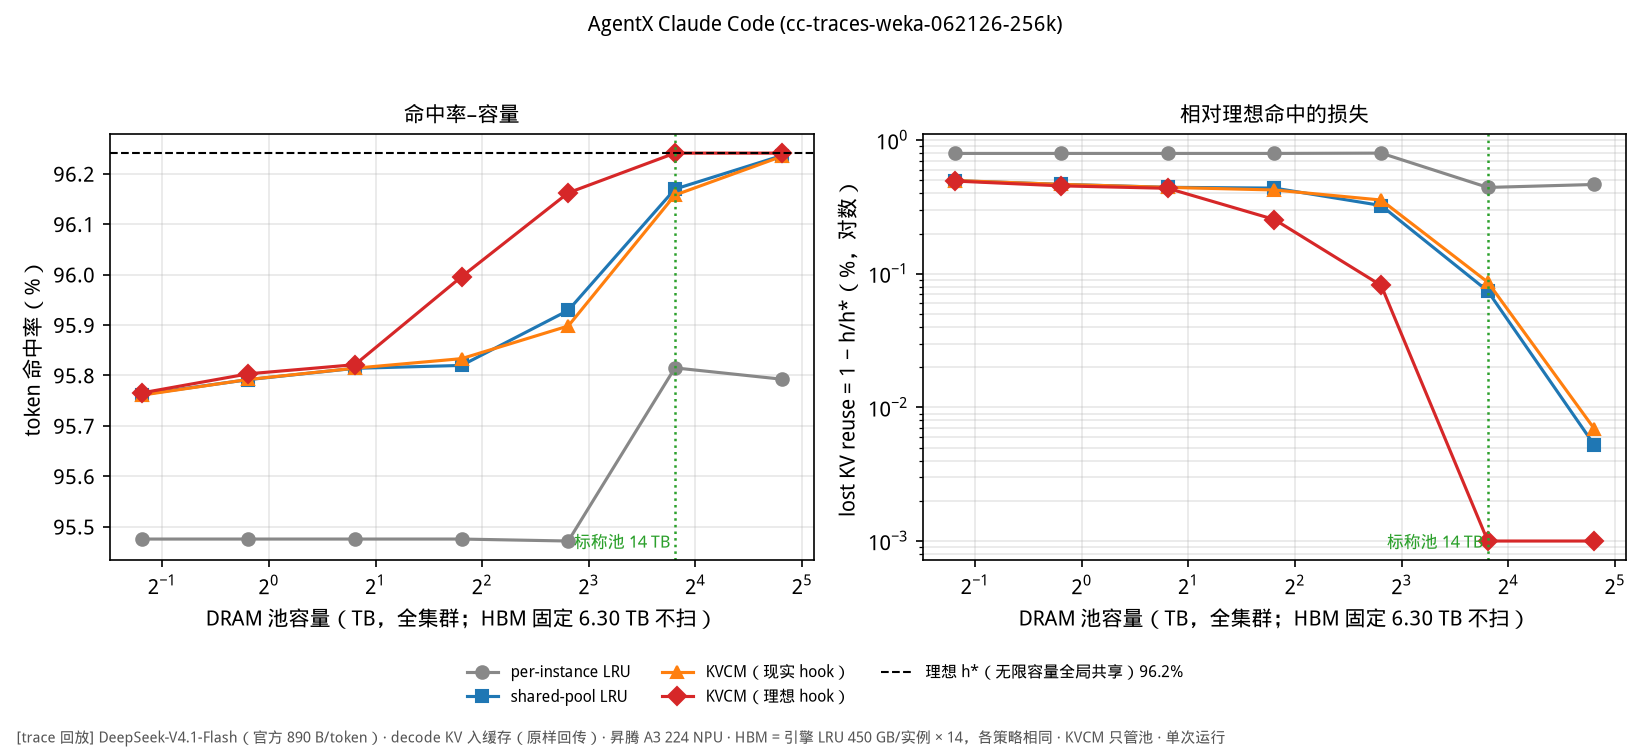 AgentX Claude Code (cc-traces-weka-062126-256k)
命中率–容量
token 命中率（%）
96.2
96.1
96.0
95.9
95.8
95.7
95.6
95.5
标称池 14 TB
2⁻¹ 2⁰ 2¹ 2² 2³ 2⁴ 2⁵
DRAM 池容量（TB，全集群；HBM 固定 6.30 TB 不扫）
相对理想命中的损失
lost KV reuse = 1 − h/h*（%，对数）
10⁰
10⁻¹
10⁻²
10⁻³
标称池 14 TB
2⁻¹ 2⁰ 2¹ 2² 2³ 2⁴ 2⁵
DRAM 池容量（TB，全集群；HBM 固定 6.30 TB 不扫）
per-instance LRU
shared-pool LRU
KVCM（现实 hook）
KVCM（理想 hook）
理想 h*（无限容量全局共享）96.2%
[trace 回放] DeepSeek-V4.1-Flash（官方 890 B/token）· decode KV 入缓存（原样回传）· 昇腾 A3 224 NPU · HBM = 引擎 LRU 450 GB/实例 × 14，各策略相同 · KVCM 只管池 · 单次运行